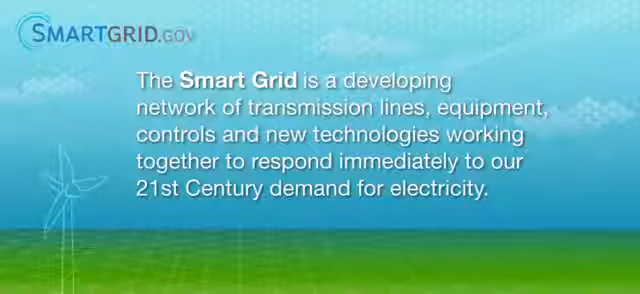 SMARTGRID.GOV
The Smart Grid is a developing
network of transmission lines, equipment,
controls and new technologies working
together to respond immediately to our
21st Century demand for electricity.